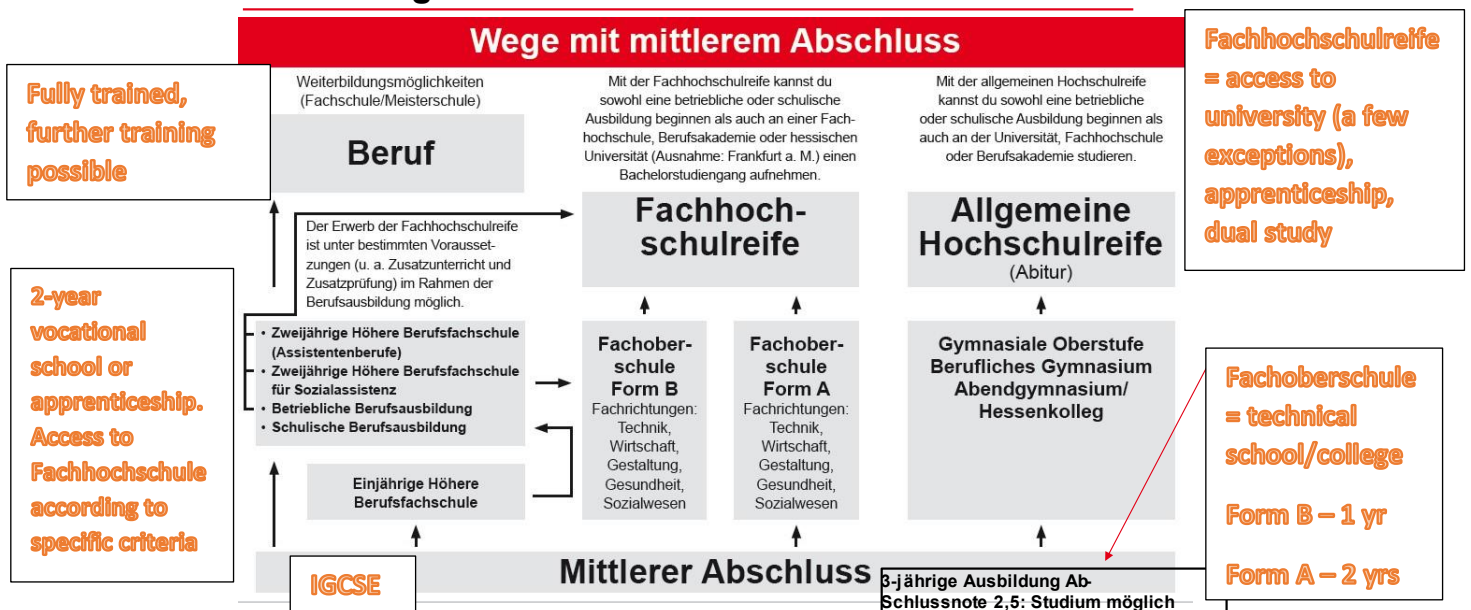 Wege mit mittlerem Abschluss
Fully trained,
further training
possible
Weiterbildungsmöglichkeiten
(Fachschule/Meisterschule)
Beruf
Mit der Fachhochschulreife kannst du
sowohl eine betriebliche oder schulische
Ausbildung beginnen als auch an einer Fach-
hochschule, Berufsakademie oder hessischen
Universität (Ausnahme: Frankfurt a. M.) einen
Bachelorstudiengang aufnehmen.
Mit der allgemeinen Hochschulreife
kannst du sowohl eine betriebliche
oder schulische Ausbildung beginnen als
auch an der Universität, Fachhochschule
oder Berufsakademie studieren.
Fachhochschulreife
= access to
university (a few
exceptions),
apprenticeship,
dual study
Der Erwerb der Fachhochschulreife
ist unter bestimmten Vorausset-
zungen (u. a. Zusatzunterricht und
Zusatzprüfung) im Rahmen der
Berufsausbildung möglich.
Fachhoch-
schulreife
Allgemeine
Hochschulreife
(Abitur)
2-year
vocational
school or
apprenticeship.
Access to
Fachhochschule
according to
specific criteria
• Zweijährige Höhere Berufsfachschule
(Assistentenberufe)
• Zweijährige Höhere Berufsfachschule
für Sozialassistenz
• Betriebliche Berufsausbildung
• Schulische Berufsausbildung
Fachober-
schule
Form B
Fachrichtungen:
Technik,
Wirtschaft,
Gestaltung,
Gesundheit,
Sozialwesen
Fachober-
schule
Form A
Fachrichtungen:
Technik,
Wirtschaft,
Gestaltung,
Gesundheit,
Sozialwesen
Gymnasiale Oberstufe
Berufliches Gymnasium
Abendgymnasium/
Hessenkolleg
Fachoberschule
= technical
school/college
Form B – 1 yr
Form A – 2 yrs
Einjährige Höhere
Berufsfachschule
IGCSE
Mittlerer Abschluss
3-jährige Ausbildung Ab-
Schlussnote 2,5: Studium möglich